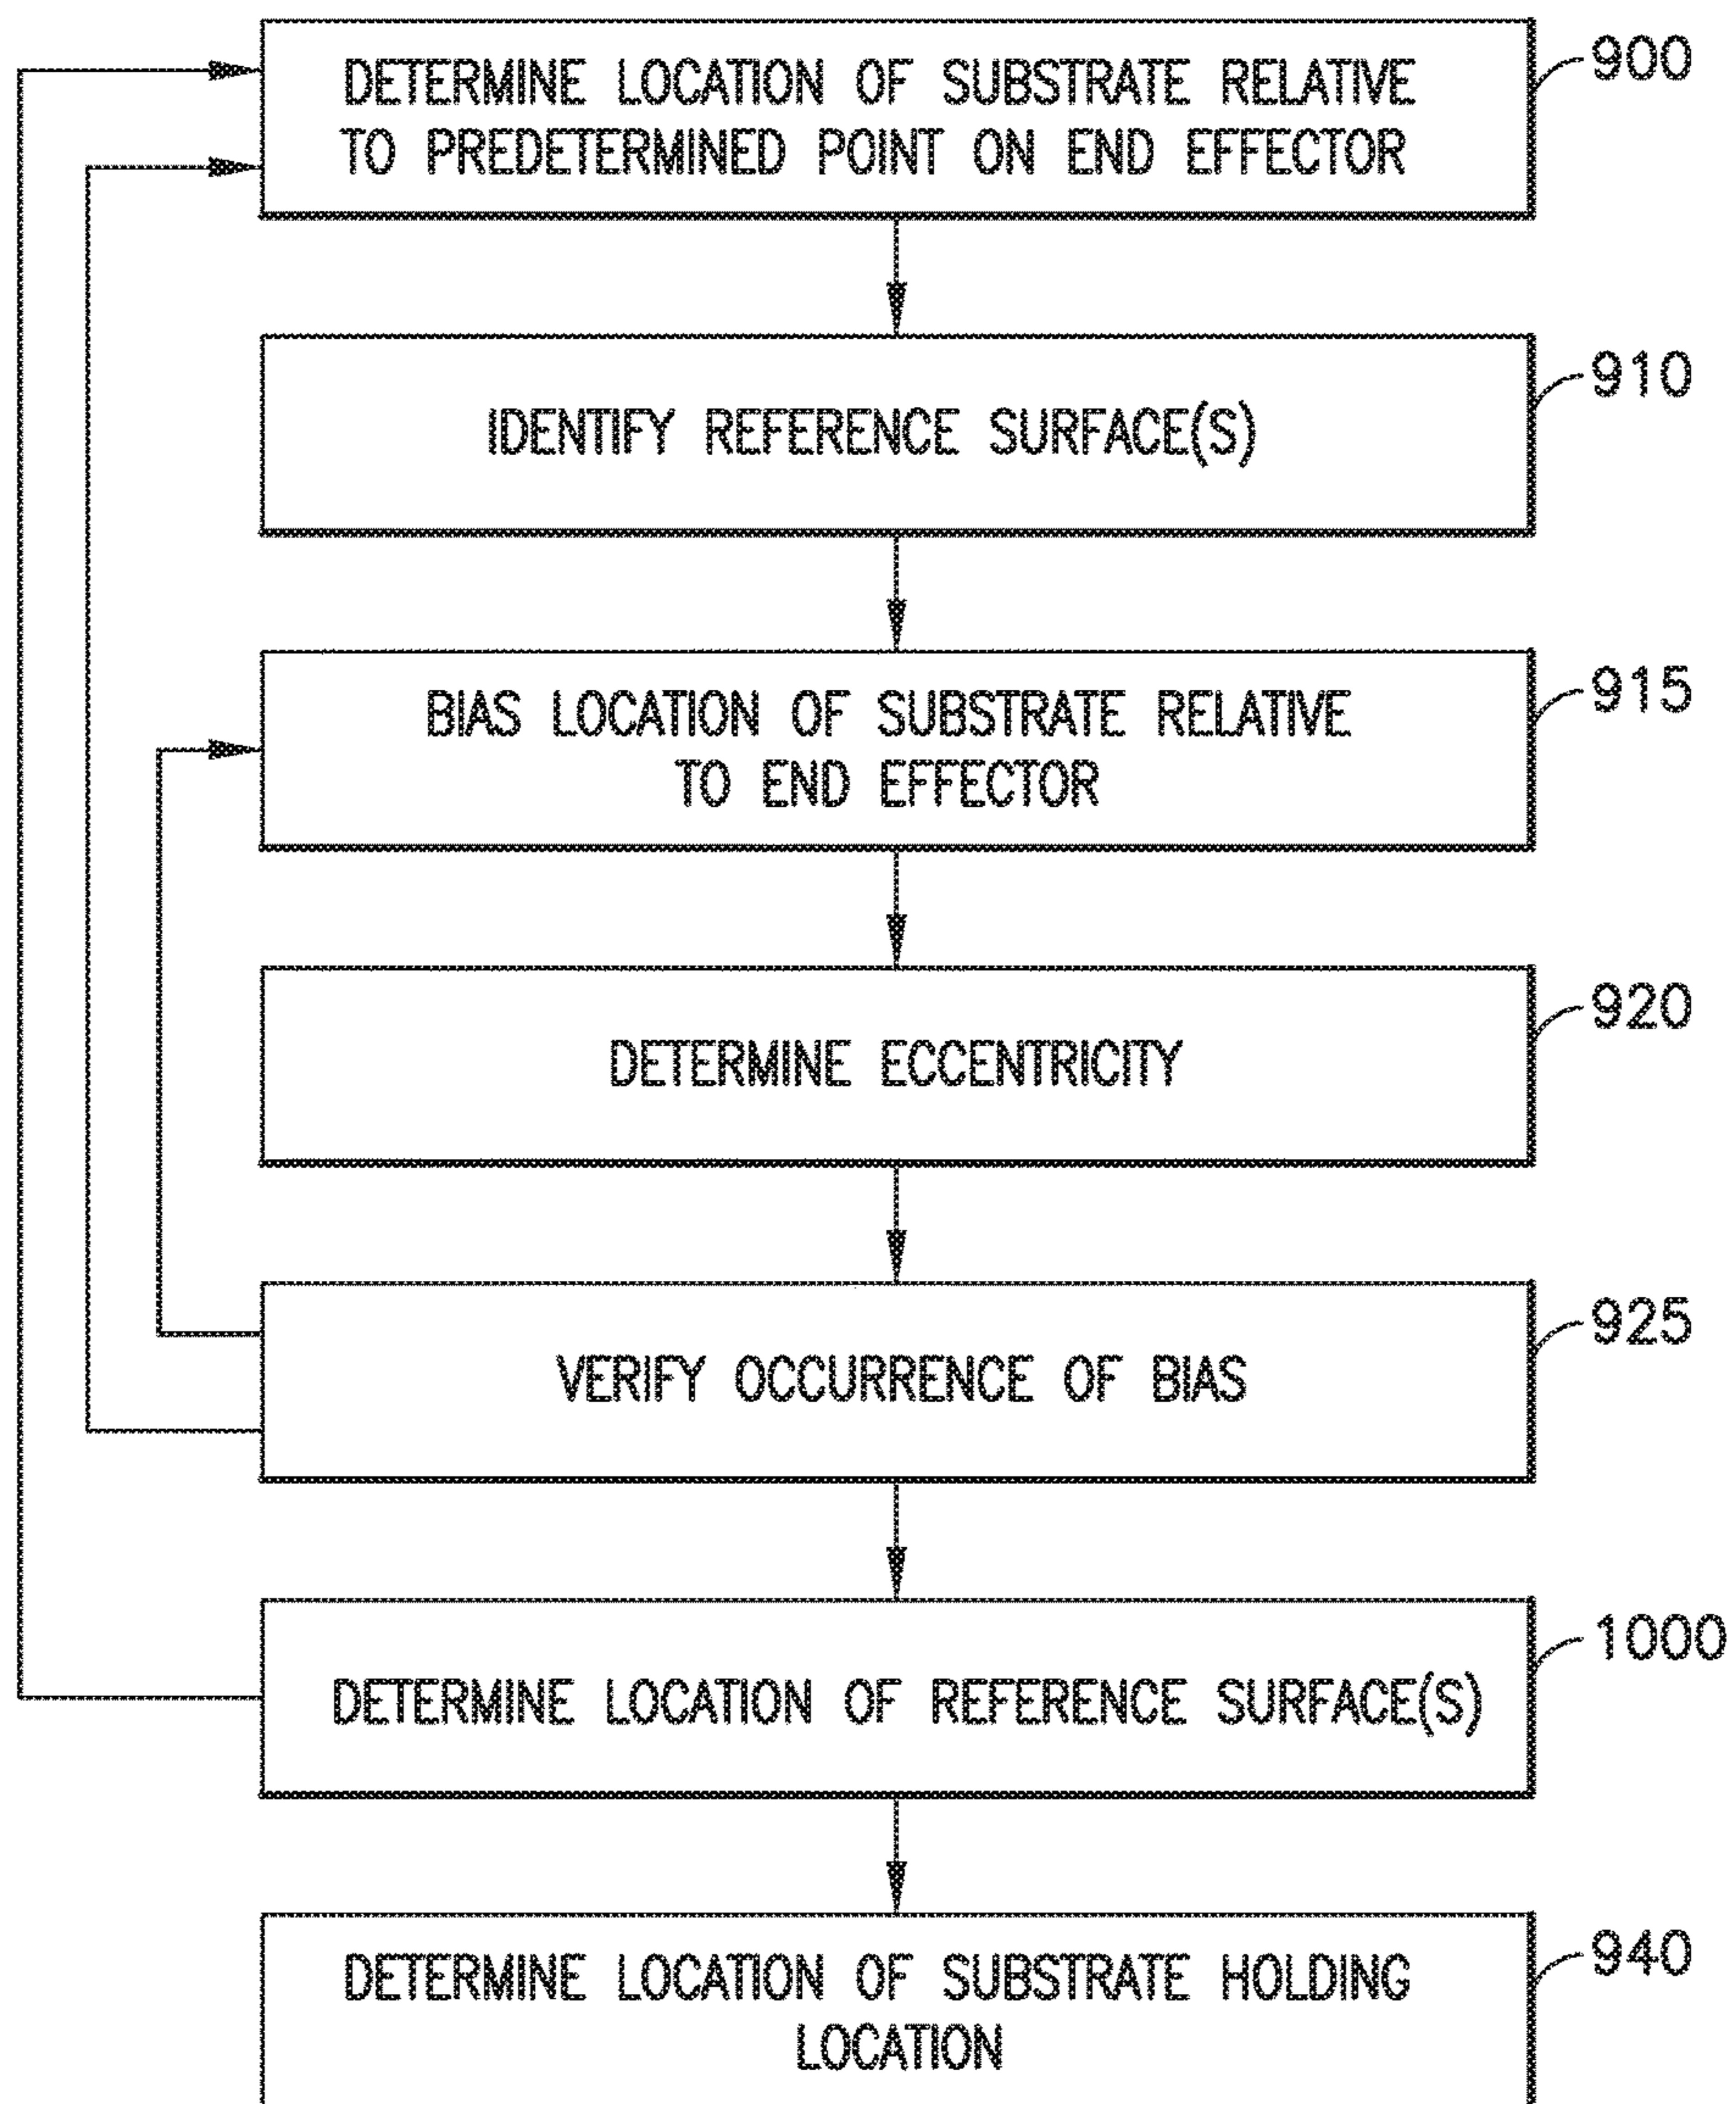 DETERMINE LOCATION OF SUBSTRATE RELATIVE
TO PREDETERMINED POINT ON END EFFECTOR
900
IDENTIFY REFERENCE SURFACE(S)
910
BIAS LOCATION OF SUBSTRATE RELATIVE
TO END EFFECTOR
915
DETERMINE ECCENTRICITY
920
VERIFY OCCURRENCE OF BIAS
925
DETERMINE LOCATION OF REFERENCE SURFACE(S)
1000
DETERMINE LOCATION OF SUBSTRATE HOLDING
LOCATION
940